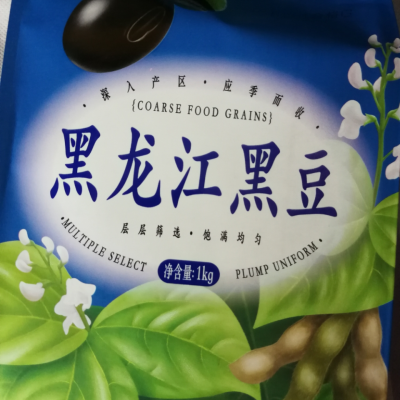 ·深入产区·应季而收·
{COARSE FOOD GRAINS}
黑龙江黑豆
层层筛选·饱满均匀
·MULTIPLE SELECT
PLUMP UNIFORM·
净含量:1kg